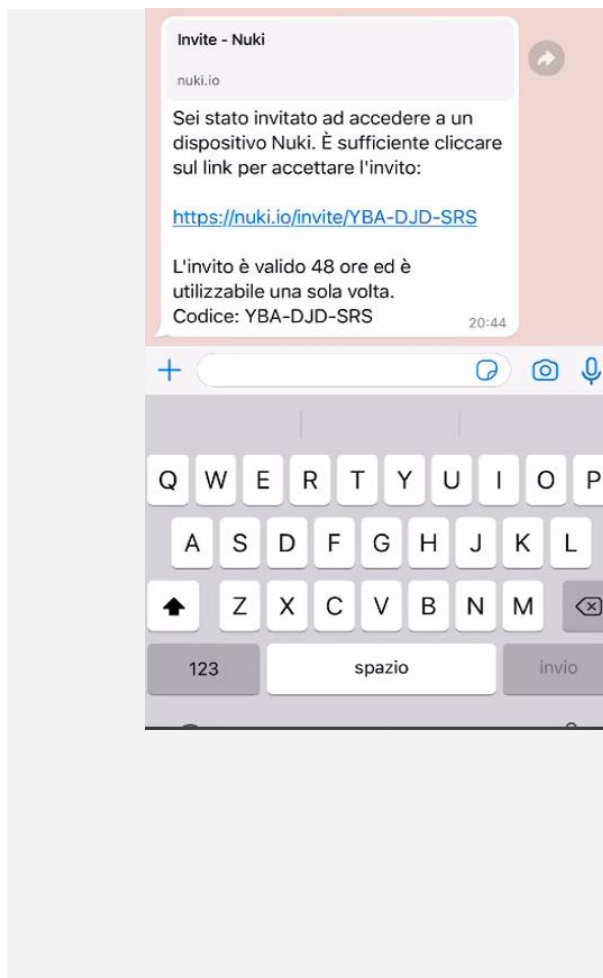 Invite - Nuki
nuki.io
Sei stato invitato ad accedere a un
dispositivo Nuki. È sufficiente cliccare
sul link per accettare l'invito:
https://nuki.io/invite/YBA-DJD-SRS
L'invito è valido 48 ore ed è
utilizzabile una sola volta.
Codice: YBA-DJD-SRS
20:44
Q W E R T Y U I O P
A S D F G H J K L
Z X C V B N M
123 spazio invio